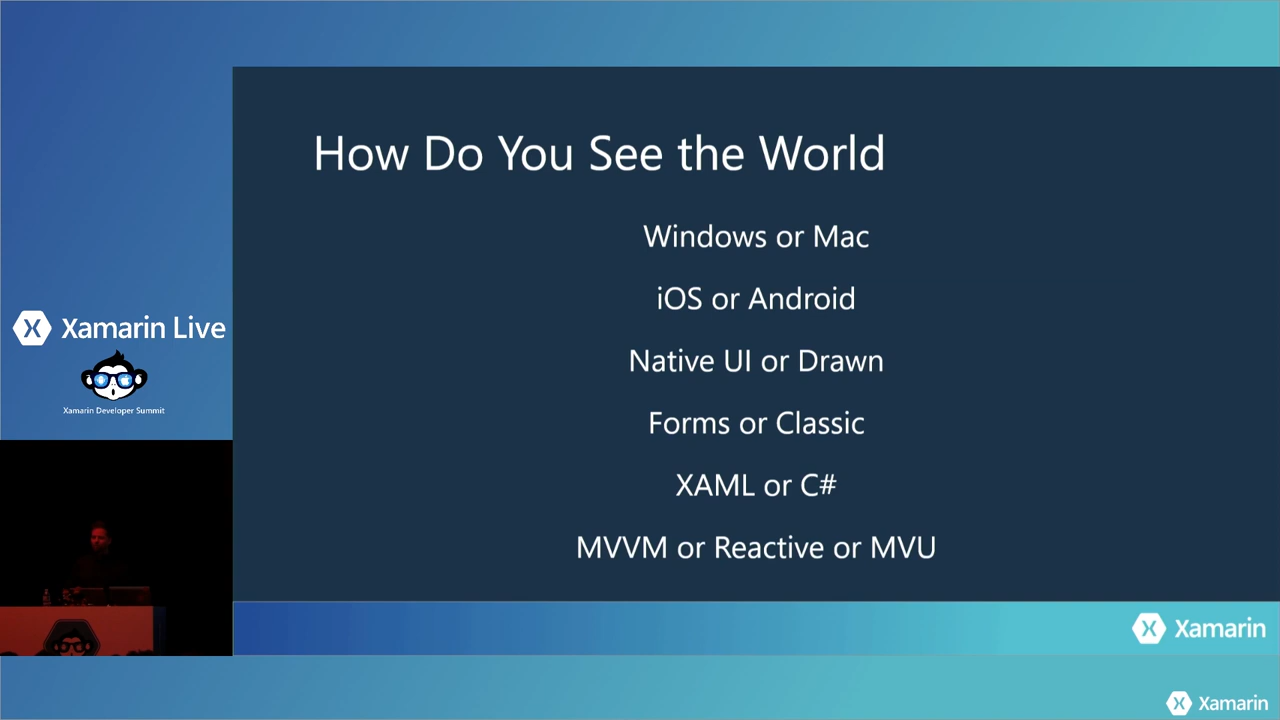 How Do You See the World
Windows or Mac
iOS or Android
Native UI or Drawn
Forms or Classic
XAML or C#
MVVM or Reactive or MVU
Xamarin Live
Xamarin Developer Summit
Xamarin
Xamarin